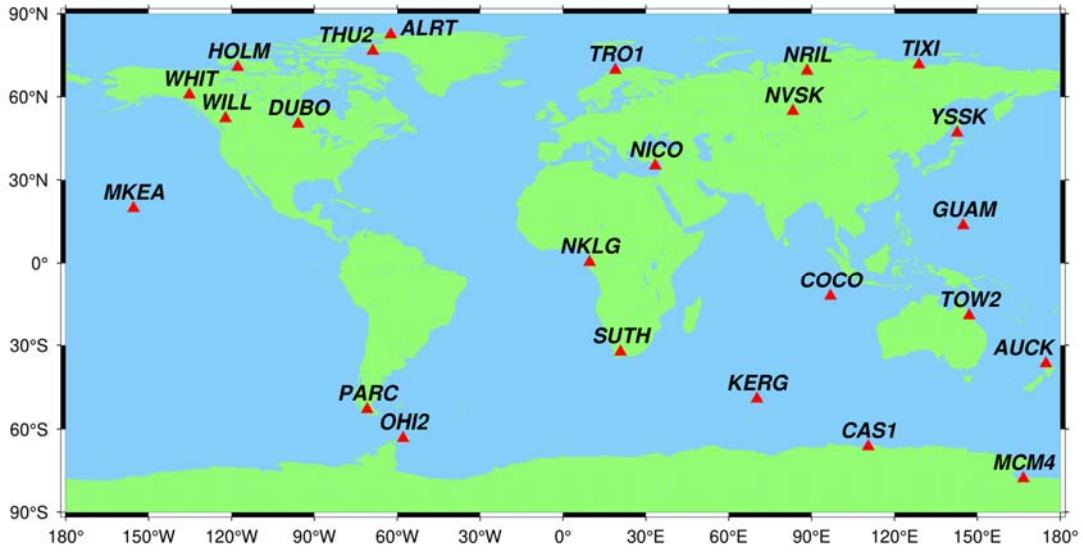 90°N
THU2 ALRT
HOLM TRO1 NRIL TIXI
WHIT
60°N
WILL DUBO NVSK YSSK
NICO
30°N
MKEA GUAM
NKLG
0°
COCO TOW2
SUTH
30°S
AUCK
PARC KERG
OHI2 CAS1
60°S
MCM4
90°S
180° 150°W 120°W 90°W 60°W 30°W 0° 30°E 60°E 90°E 120°E 150°E 180°